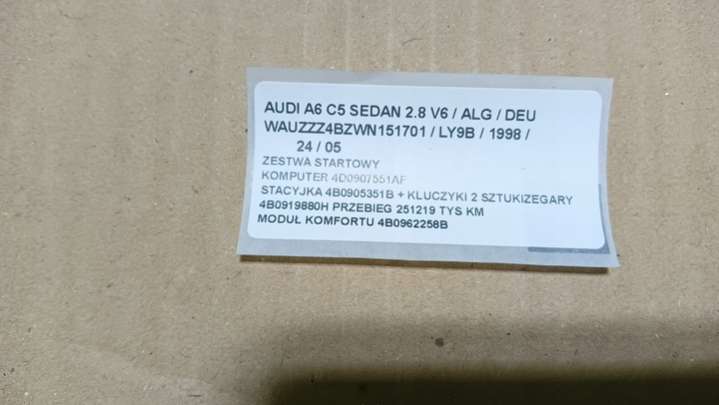 AUDI A6 C5 SEDAN 2.8 V6 / ALG / DEU
WAUZZZ4BZWN151701 / LY9B / 1998 /
24 / 05
ZESTWA STARTOWY
KOMPUTER 4D0907551AF
STACYJKA 4B0905351B + KLUCZYKI 2 SZTUKIZEGARY
4B0919880H PRZEBIEG 251219 TYS KM
MODUŁ KOMFORTU 4B0962258B